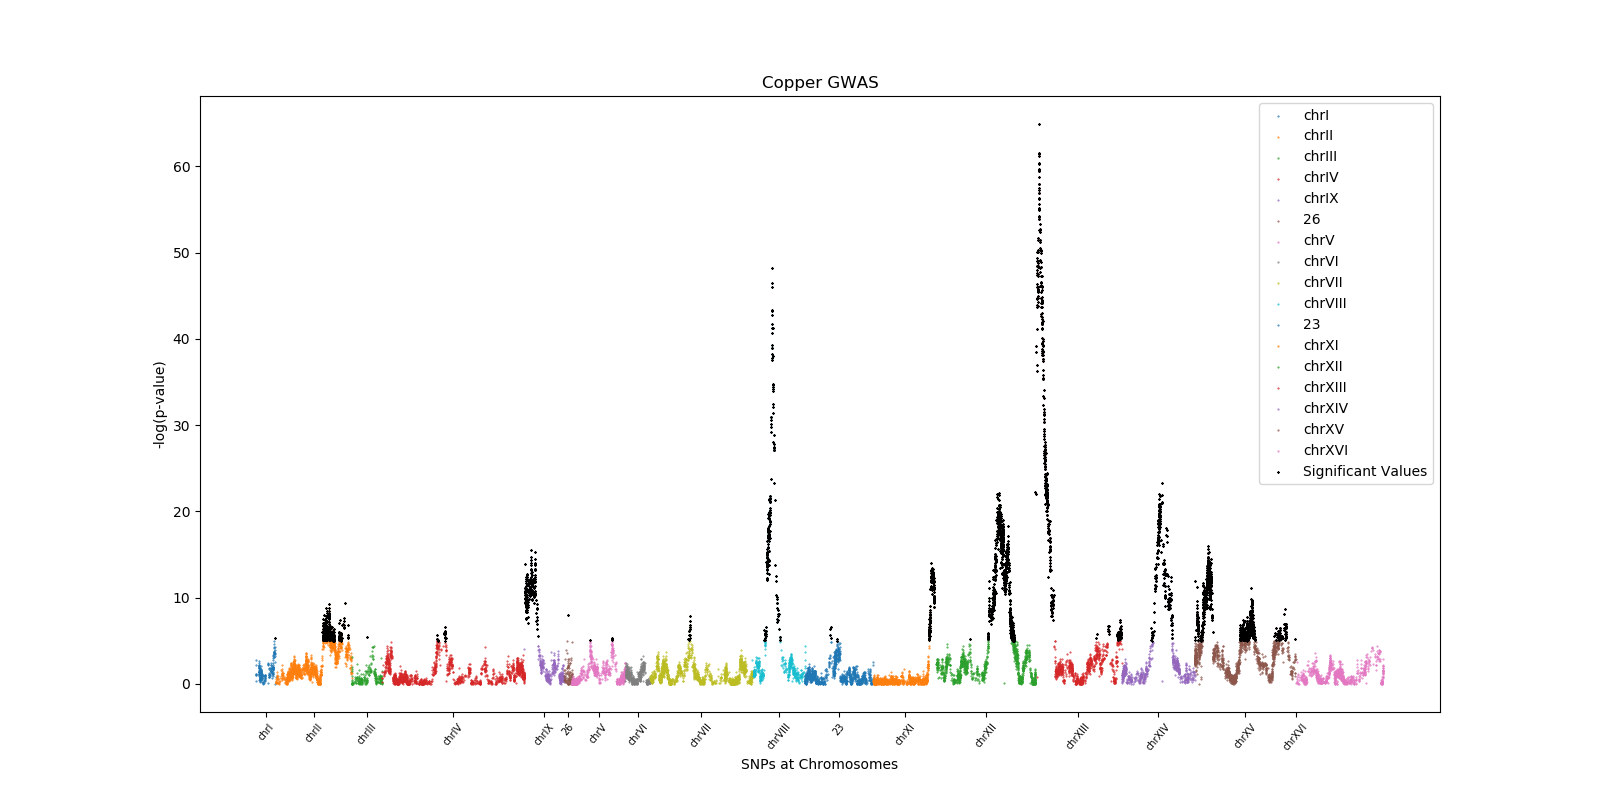 Copper GWAS
-log(p-value)
60
50
40
30
20
10
0
chrI
chrII
chrIII
chrIV
chrIX
26
chrV
chrVI
chrVII
chrVIII
23
chrXI
chrXII
chrXIII
chrXIV
chrXV
chrXVI
SNPs at Chromosomes
chrI
chrII
chrIII
chrIV
chrIX
26
chrV
chrVI
chrVII
chrVIII
23
chrXI
chrXII
chrXIII
chrXIV
chrXV
chrXVI
Significant Values